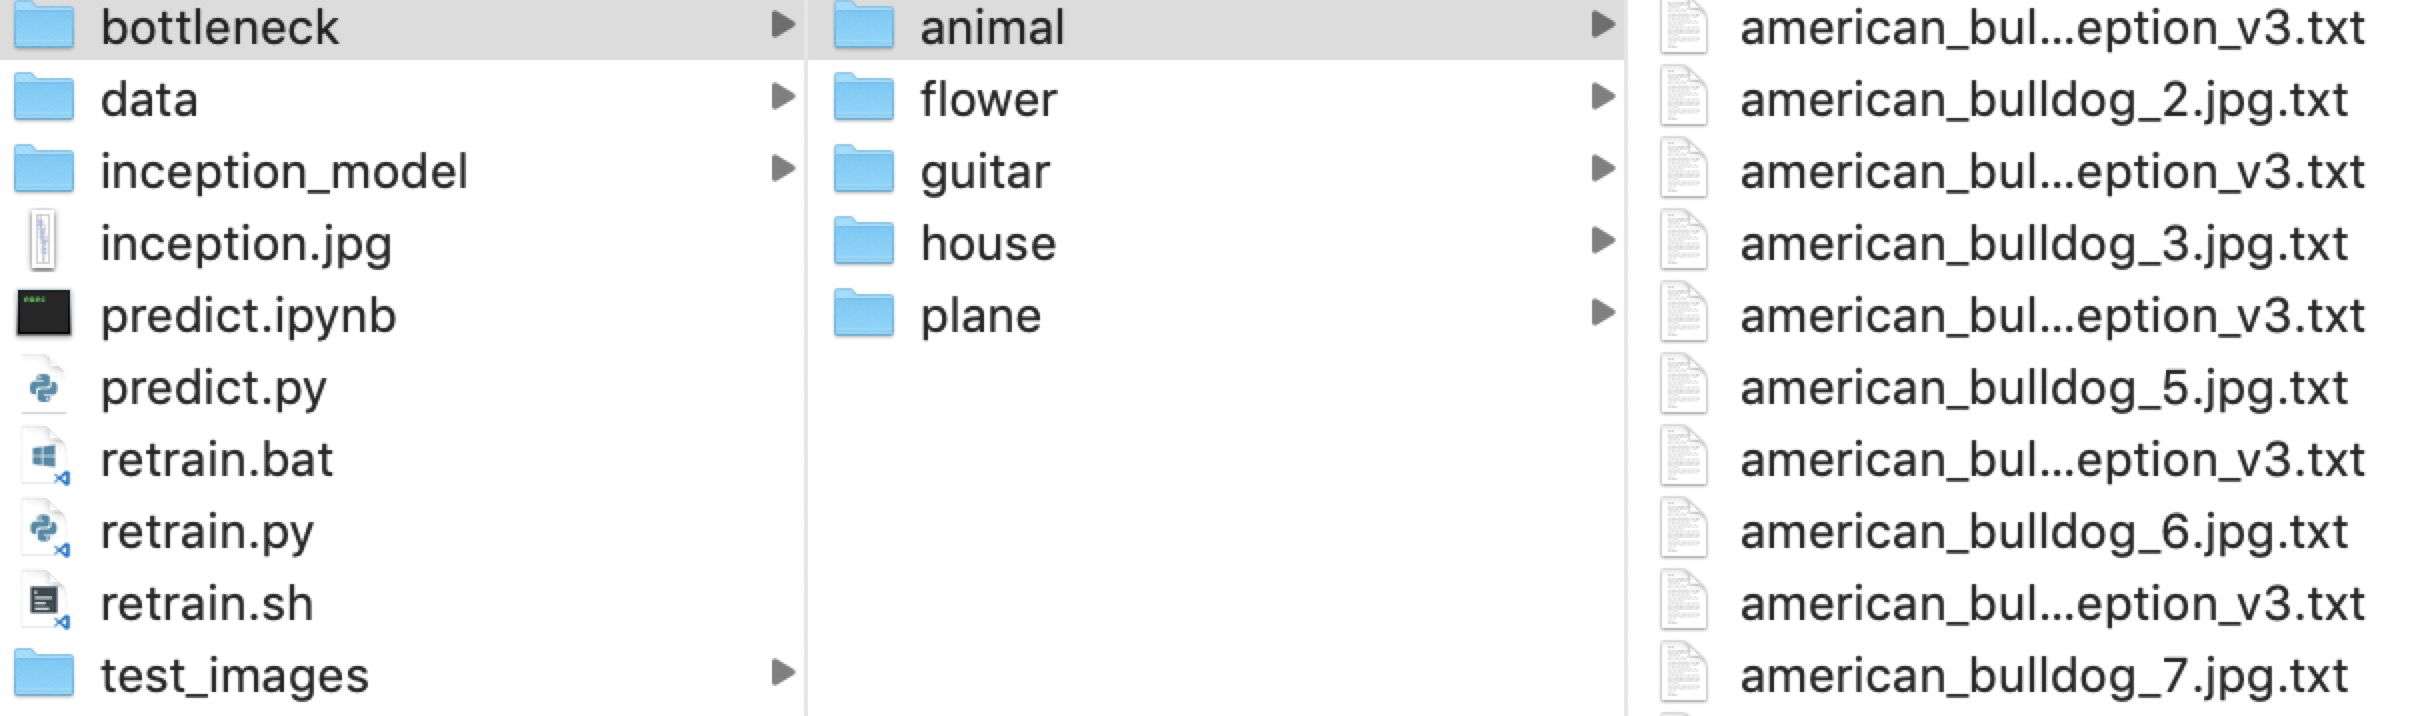 bottleneck
data
inception_model
inception.jpg
predict.ipynb
predict.py
retrain.bat
retrain.py
retrain.sh
test_images
animal
flower
guitar
house
plane
american_bul...eption_v3.txt
american_bulldog_2.jpg.txt
american_bul...eption_v3.txt
american_bulldog_3.jpg.txt
american_bul...eption_v3.txt
american_bulldog_5.jpg.txt
american_bul...eption_v3.txt
american_bulldog_6.jpg.txt
american_bul...eption_v3.txt
american_bulldog_7.jpg.txt